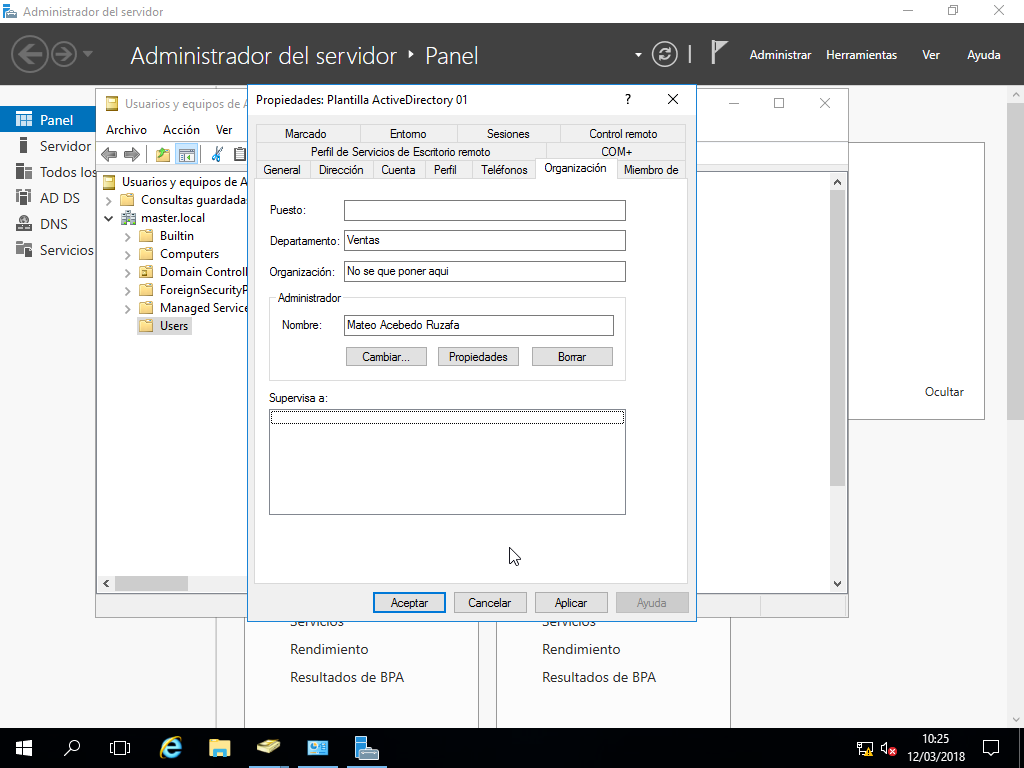 Administrador del servidor
Administrador del servidor • Panel
Administrar Herramientas Ver Ayuda
Panel
Servidor
Todos los
AD DS
DNS
Servicios
Usuarios y equipos de A
Archivo Acción Ver
Usuarios y equipos de A
Consultas guardadas
master.local
Builtin
Computers
Domain Controll
ForeignSecurityP
Managed Service
Users
Propiedades: Plantilla ActiveDirectory 01
?
Marcado Entorno Sesiones Control remoto
Perfil de Servicios de Escritorio remoto COM+
General Dirección Cuenta Perfil Teléfonos Organización Miembro de
Puesto:
Departamento: Ventas
Organización: No se que poner aqui
Administrador
Nombre: Mateo Acebedo Ruzafa
Cambiar... Propiedades Borrar
Supervisa a:
Aceptar Cancelar Aplicar Ayuda
Ocultar
Servicios
Rendimiento
Resultados de BPA
Servicios
Rendimiento
Resultados de BPA
10:25
12/03/2018